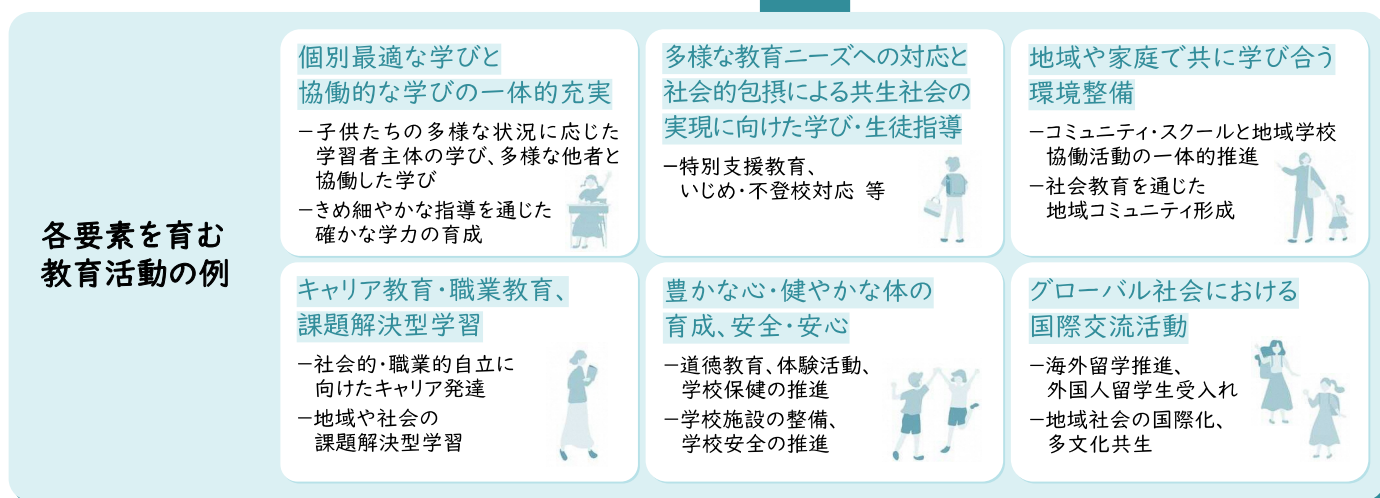 各要素を育む
教育活動の例
個別最適な学びと
協働的な学びの一体的充実
－子供たちの多様な状況に応じた
学習者主体の学び、多様な他者と
協働した学び
－きめ細やかな指導を通じた
確かな学力の育成
多様な教育ニーズへの対応と
社会的包摂による共生社会の
実現に向けた学び・生徒指導
－特別支援教育、
いじめ・不登校対応 等
地域や家庭で共に学び合う
環境整備
－コミュニティ・スクールと地域学校
協働活動の一体的推進
－社会教育を通じた
地域コミュニティ形成
キャリア教育・職業教育、
課題解決型学習
－社会的・職業的自立に
向けたキャリア発達
－地域や社会の
課題解決型学習
豊かな心・健やかな体の
育成、安全・安心
－道徳教育、体験活動、
学校保健の推進
－学校施設の整備、
学校安全の推進
グローバル社会における
国際交流活動
－海外留学推進、
外国人留学生受入れ
－地域社会の国際化、
多文化共生